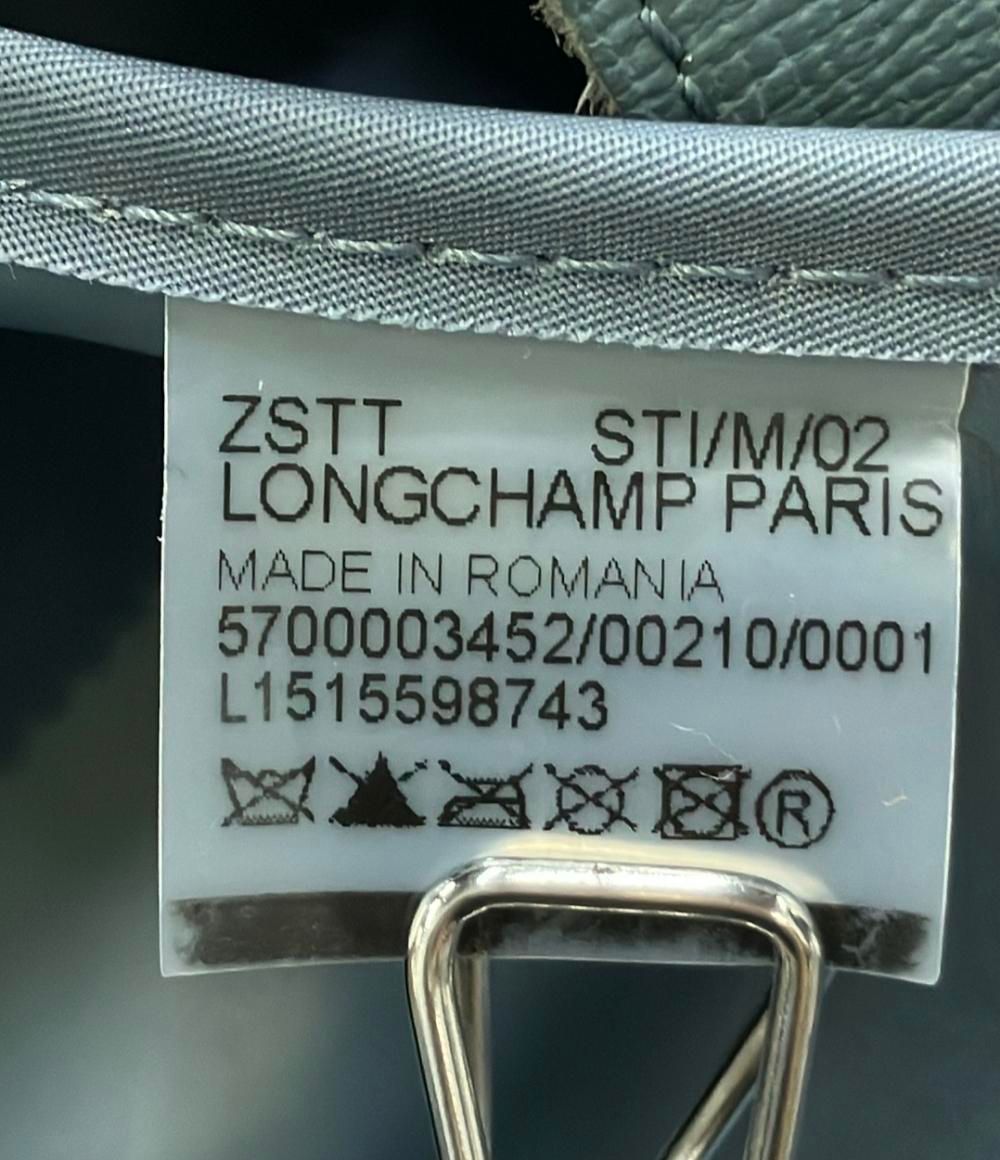 ZSTT STI/M/02
LONGCHAMP PARIS
MADE IN ROMANIA
5700003452/00210/0001
L1515598743
®